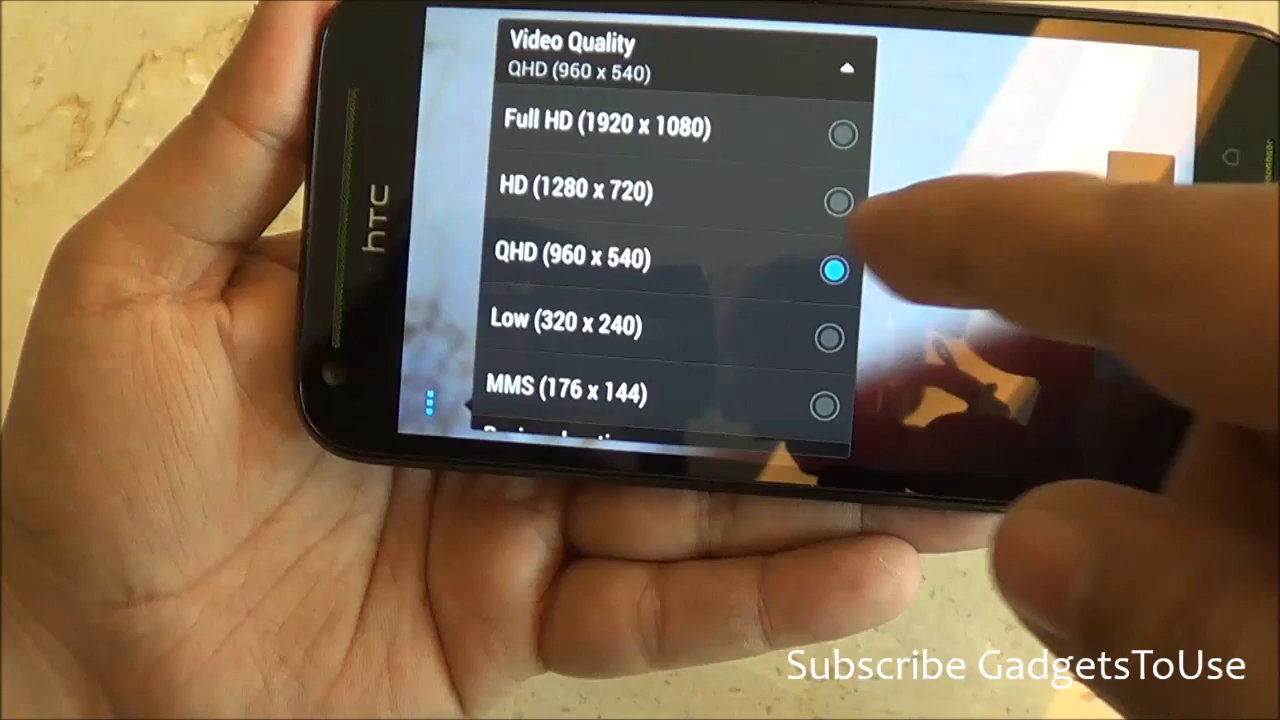 Video Quality
QHD (960 x 540)
Full HD (1920 x 1080)
HD (1280 x 720)
QHD (960 x 540)
Low (320 x 240)
MMS (176 x 144)
hTC
Subscribe GadgetsToUse